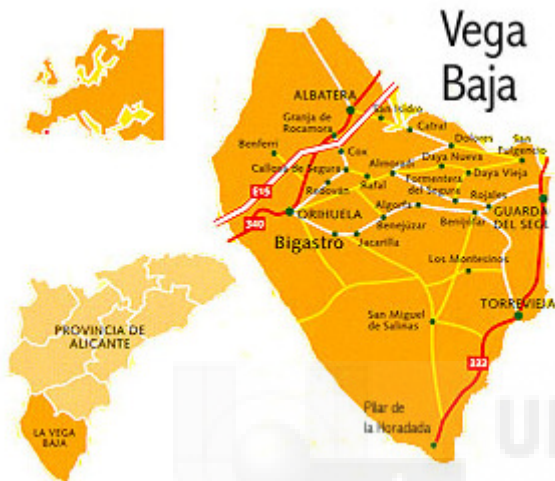 Vega
Baja
ALBATERA
San Isidro
Granja de
Rocamora
Catral
Benferri
Cox
Dolores
San
Fulgencio
Callosa de Segura
Almoradí
Daya Nueva
E15
Redován
Rafal
Formentera
del Segura
Daya Vieja
Rojales
ORIHUELA
Algorfa
GUARDA
DEL SEGUR
340
Benejúzar
Benijófar
Bigastro
Jacarilla
Los Montesinos
TORREVIEJA
San Miguel
de Salinas
PROVINCIA DE
ALICANTE
332
Pilar de
la Horadada
LA VEGA
BAJA